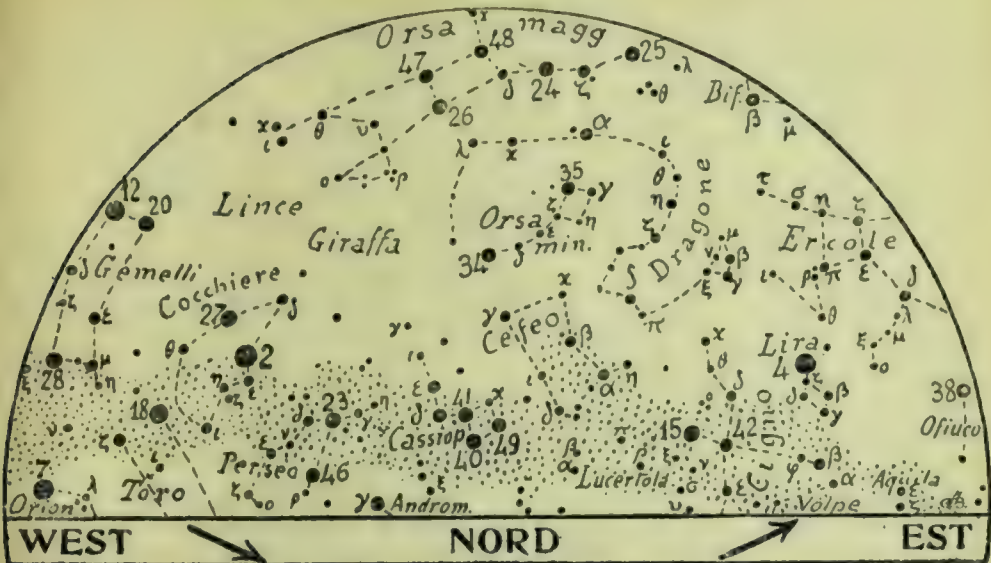 Orsa magg
χ
48
47
25
24
ζ
δ
λ
θ
26
Bif.
β
μ
χ
ι
θ
υ
ο
ρ
λ
χ
α
ι
θ
η
ζ
Dragone
35
γ
ζ
η
ε
δ
34
Orsa
min.
Lince
Giraffa
12
20
Gemelli
δ
ζ
ε
μ
η
28
ξ
ν
Cocchiere
27
δ
θ
2
η
ε
ζ
ι
18
τ
σ
η
ζ
Ercole
ε
π
ρ
ι
θ
δ
λ
μ
ξ
ο
μ
ν
β
ξ
γ
δ
π
Cefeo
γ
χ
β
α
η
ι
δ
γ
ι
ε
δ
41
χ
Cassiop
40
49
ξ
Perseo
δ
23
η
γ
τ
ε
ν
46
ζ
ο
ρ
Toro
ζ
ι
7
Orion
λ
γ
Androm.
β
α
Lucertola
π
ρ
Cigno
χ
θ
δ
ο
15
42
ξ
ν
σ
υ
ε
Lira
4
ζ
δ
β
γ
φ
β
α
Volpe
Aquila
ε
ζ
38
Ofiuco
WEST
NORD
EST